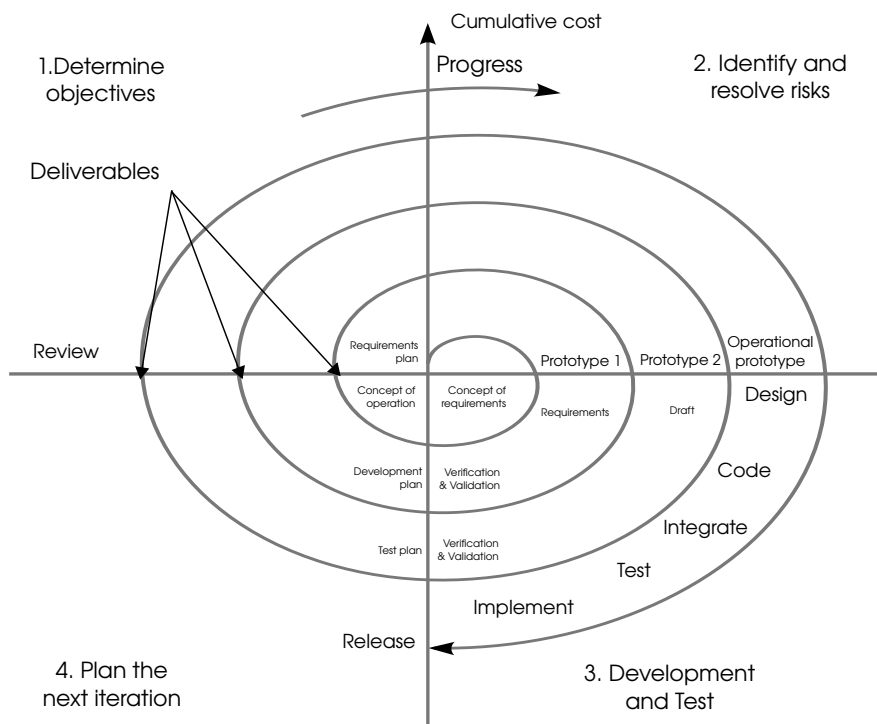 Cumulative cost
1.Determine
objectives
Progress
2. Identify and
resolve risks
Deliverables
Review
Requirements
plan
Prototype 1
Prototype 2
Operational
prototype
Concept of
operation
Concept of
requirements
Requirements
Draft
Design
Development
plan
Verification
& Validation
Code
Integrate
Test plan
Verification
& Validation
Test
Implement
Release
4. Plan the
next iteration
3. Development
and Test